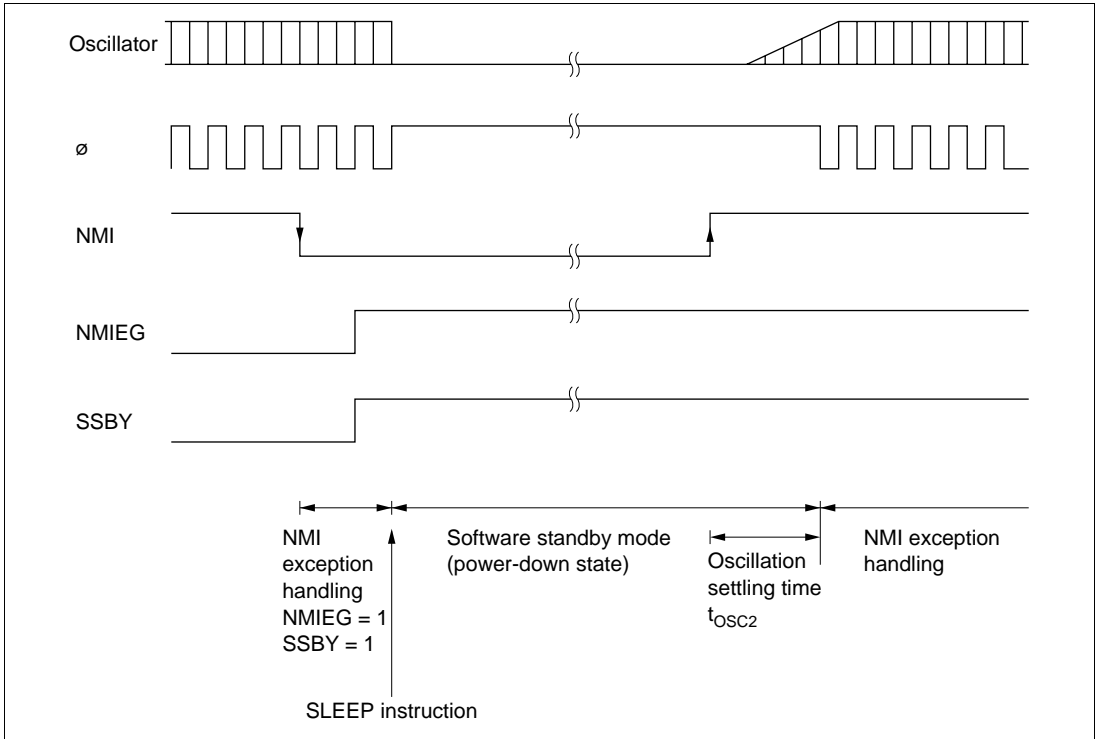 Oscillator
ø
NMI
NMIEG
SSBY
NMI
exception
handling
NMIEG = 1
SSBY = 1
Software standby mode
(power-down state)
Oscillation
settling time
tOSC2
NMI exception
handling
SLEEP instruction